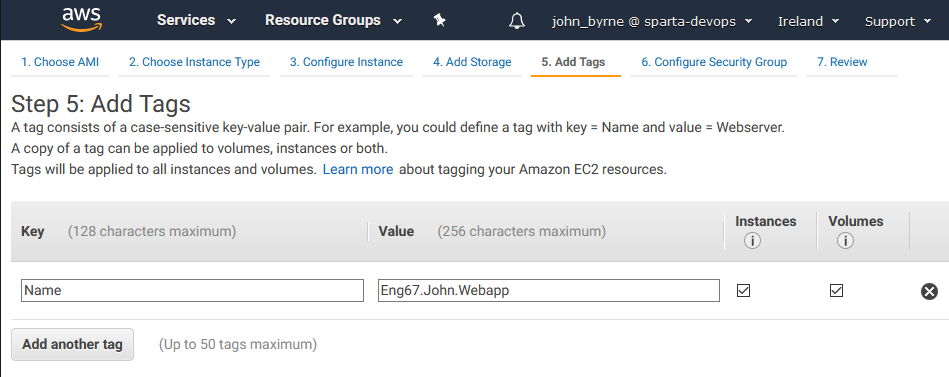 aws Services Resource Groups john_byrne @ sparta-devops Ireland Support
1. Choose AMI 2. Choose Instance Type 3. Configure Instance 4. Add Storage 5. Add Tags 6. Configure Security Group 7. Review
Step 5: Add Tags
A tag consists of a case-sensitive key-value pair. For example, you could define a tag with key = Name and value = Webserver.
A copy of a tag can be applied to volumes, instances or both.
Tags will be applied to all instances and volumes. Learn more about tagging your Amazon EC2 resources.
Key (128 characters maximum) Value (256 characters maximum) Instances Volumes
Name Eng67.John.Webapp
Add another tag (Up to 50 tags maximum)